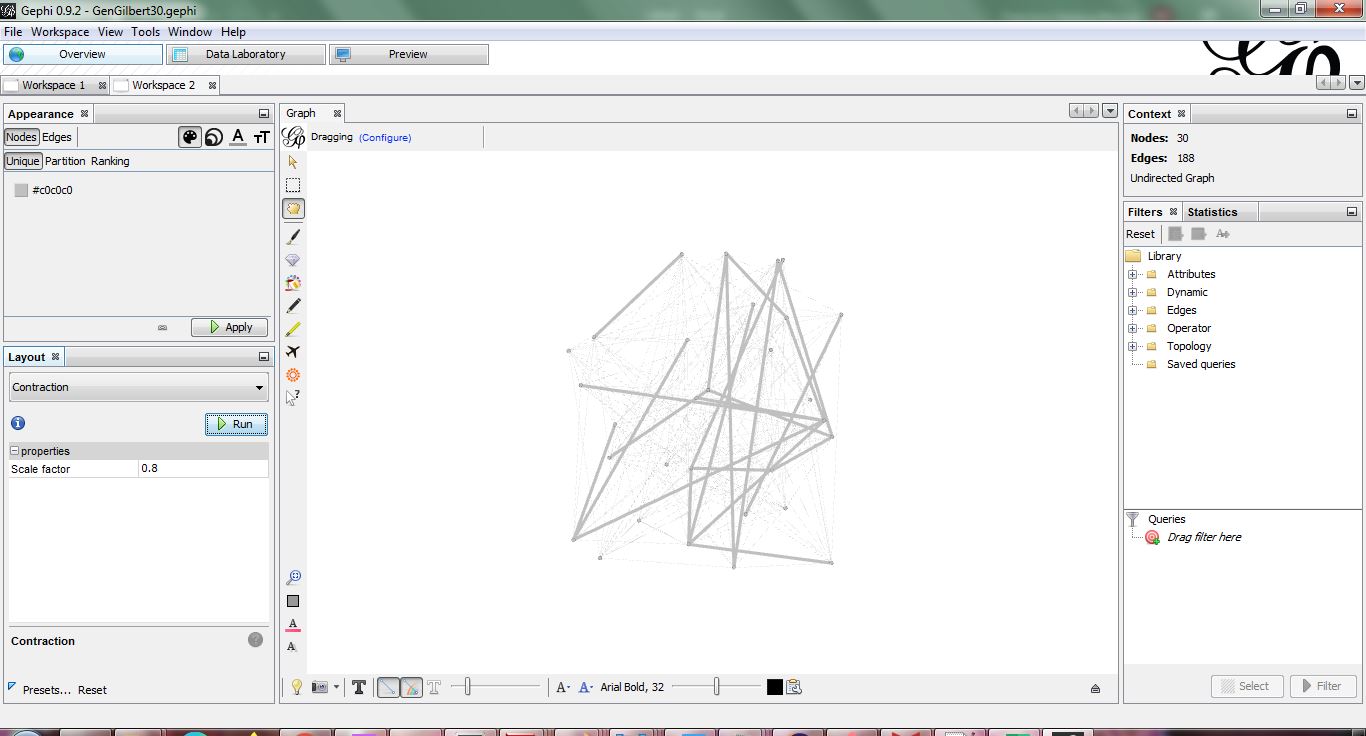 Gephi 0.9.2 - GenGilbert30.gephi
File Workspace View Tools Window Help
Overview Data Laboratory Preview
Workspace 1 Workspace 2
Appearance
Nodes Edges
Unique Partition Ranking
#c0c0c0
Apply
Layout
Contraction
Run
properties
Scale factor 0.8
Contraction
Presets... Reset
Graph
Dragging (Configure)
Arial Bold, 32
Context
Nodes: 30
Edges: 188
Undirected Graph
Filters Statistics
Reset
Library
Attributes
Dynamic
Edges
Operator
Topology
Saved queries
Queries
Drag filter here
Select Filter